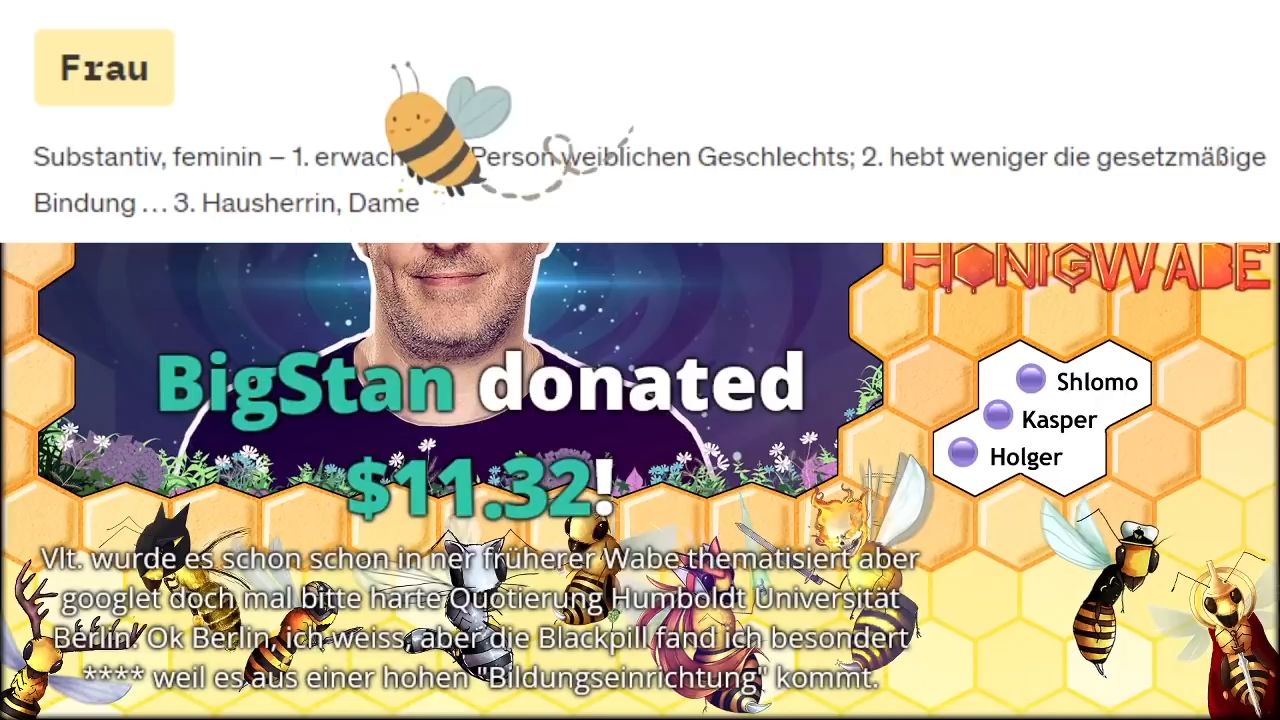 Frau
Substantiv, feminin – 1. erwach Person weiblichen Geschlechts; 2. hebt weniger die gesetzmäßige
Bindung … 3. Hausherrin, Dame
HONIGWABE
BigStan donated
$11.32!
Shlomo
Kasper
Holger
Vlt. wurde es schon schon in ner früherer Wabe thematisiert aber
googlet doch mal bitte harte Quotierung Humboldt Universität
Berlin. Ok Berlin, ich weiss, aber die Blackpill fand ich besondert
**** weil es aus einer hohen "Bildungseinrichtung" kommt.